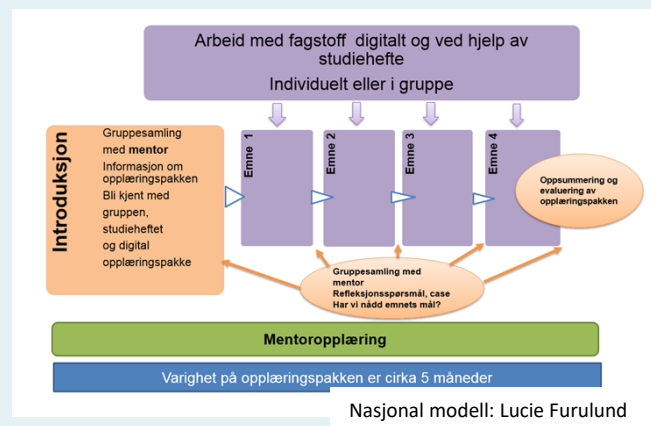 Arbeid med fagstoff digitalt og ved hjelp av
studiehefte
Individuelt eller i gruppe
Introduksjon
Gruppesamling
med mentor
Informasjon om
opplæringspakken
Bli kjent med
gruppen,
studieheftet
og digital
opplæringspakke
Emne 1
Emne 2
Emne 3
Emne 4
Oppsummering og
evaluering av
opplæringspakken
Gruppesamling med
mentor
Refleksjonsspørsmål, case
Har vi nådd emnets mål?
Mentoropplæring
Varighet på opplæringspakken er cirka 5 måneder
Nasjonal modell: Lucie Furulund